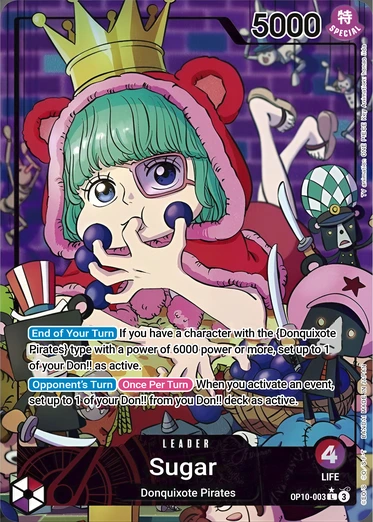 5000
特
SPECIAL
End of Your Turn If you have a character with the {Donquixote
Pirates} type with a power of 6000 power or more, set up to 1
of your Don!! as active.
Opponent's Turn Once Per Turn When you activate an event,
set up to 1 of your Don!! from you Don!! deck as active.
LEADER
Sugar
Donquixote Pirates
4
LIFE
OP10-003 L 3